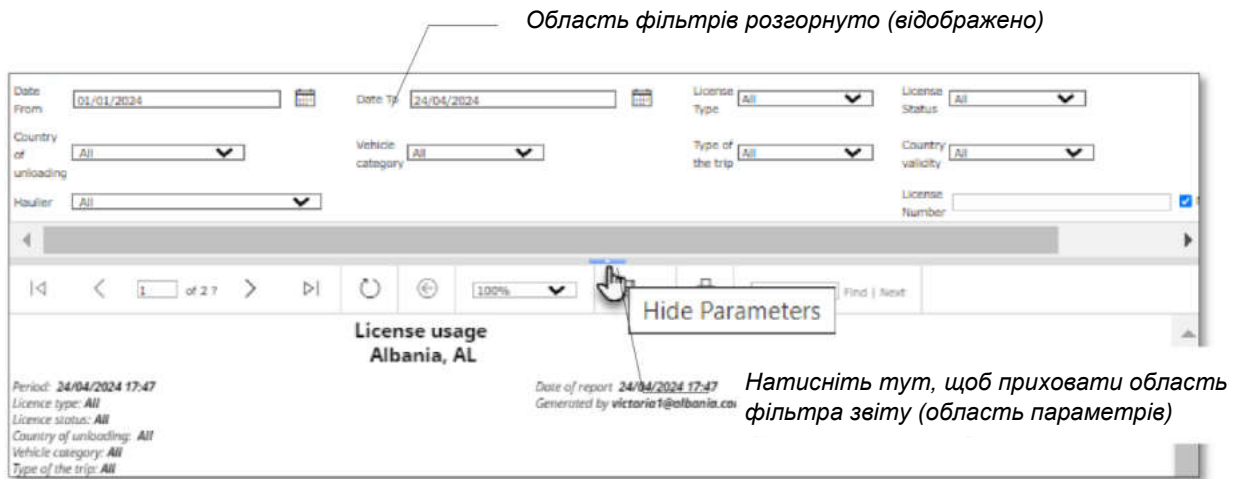 Область фільтрів розгорнуто (відображено)
Date From 01/01/2024 Date To 24/04/2024 License Type All License Status All
Country of unloading All Vehicle category All Type of the trip All Country validity All
Haulier All License Number
1 of 2 ? 100% Find | Next
Hide Parameters
License usage
Albania, AL
Period: 24/04/2024 17:47 Date of report 24/04/2024 17:47
Licence type: All Generated by victoria1@albania.co
Licence status: All
Country of unloading: All
Vehicle category: All
Type of the trip: All
Натисніть тут, щоб приховати область
фільтра звіту (область параметрів)